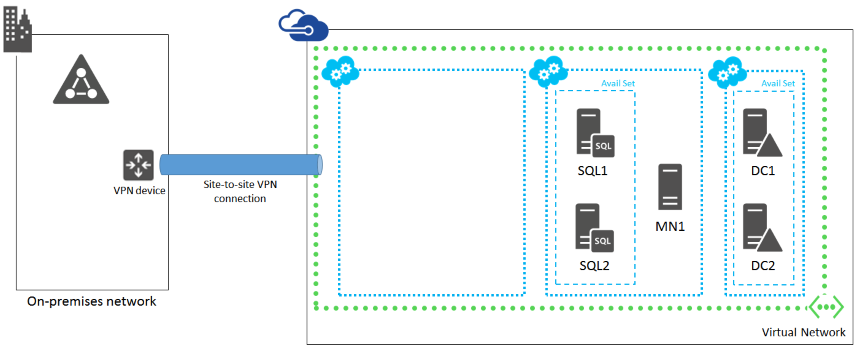 Avail Set
Avail Set
SQL
SQL1
DC1
VPN device
Site-to-site VPN
connection
MN1
SQL
SQL2
DC2
On-premises network
Virtual Network